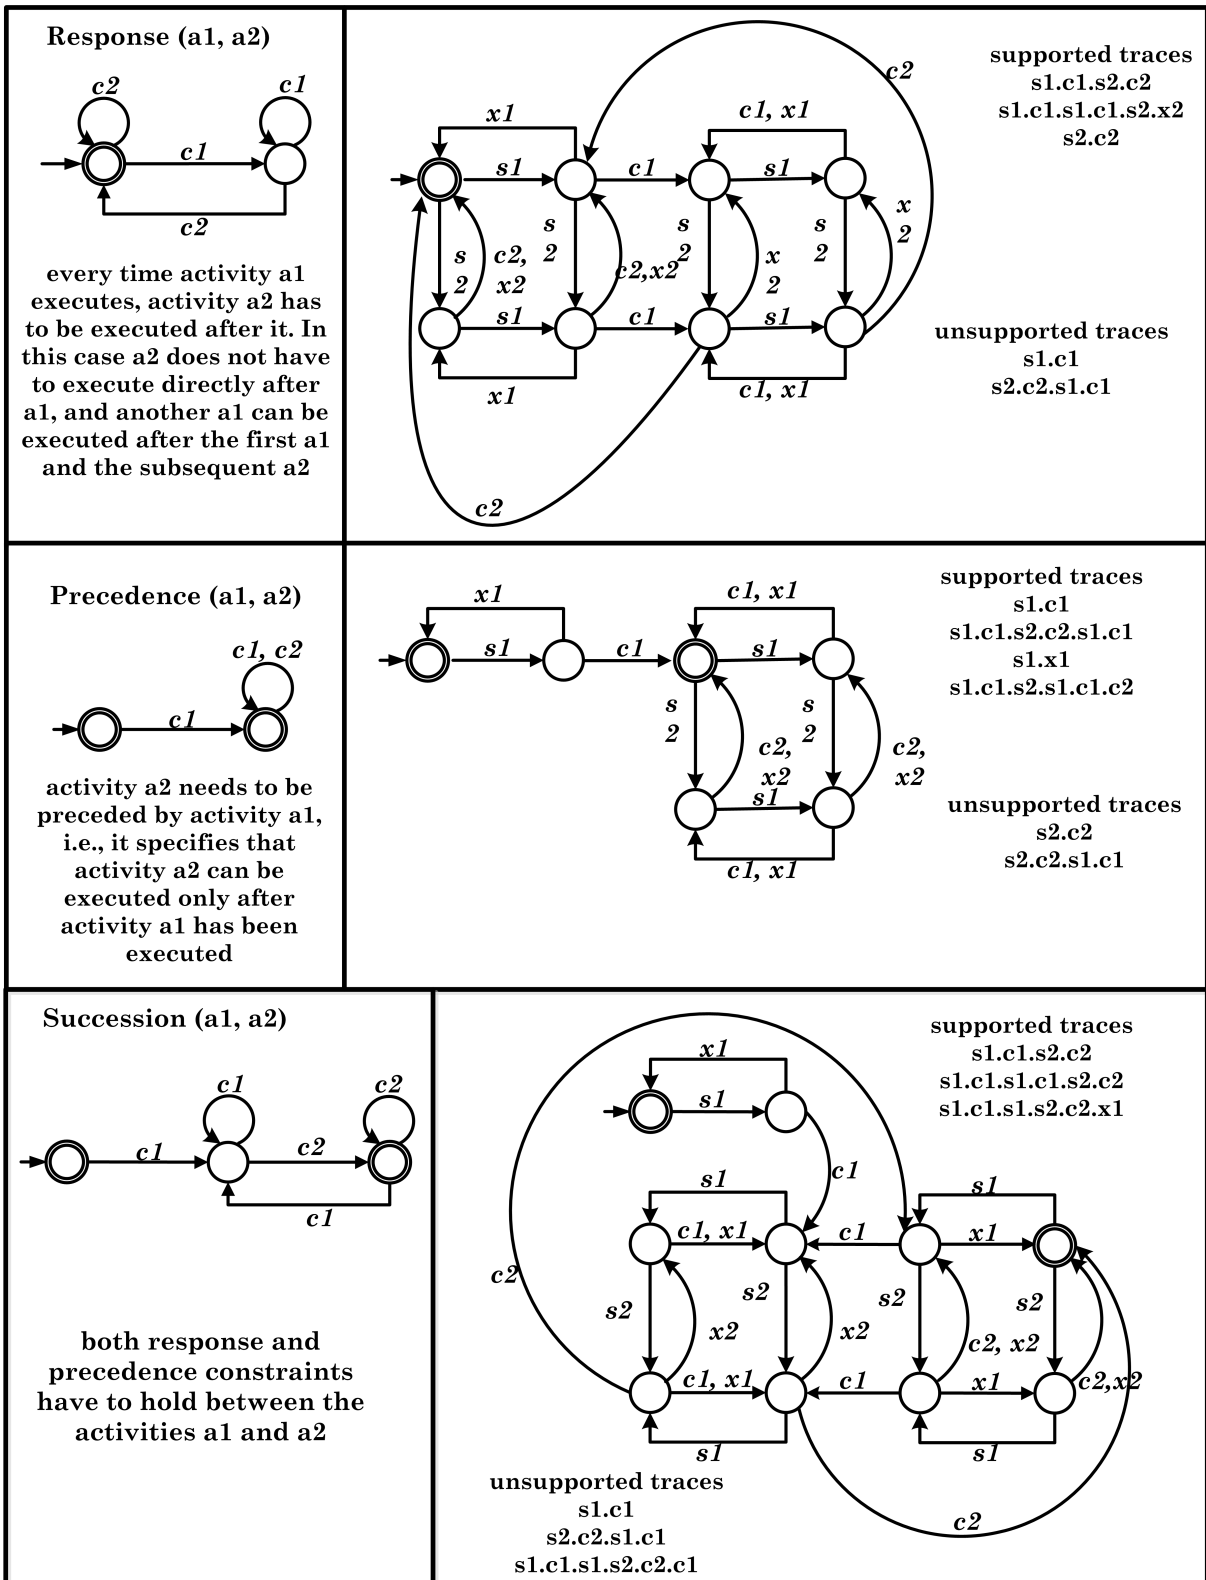 Response (a1, a2)
c2
c1
c1
c2
every time activity a1
executes, activity a2 has
to be executed after it. In
this case a2 does not have
to execute directly after
a1, and another a1 can be
executed after the first a1
and the subsequent a2
c2
x1
c1, x1
s1
c1
s1
s
2
c2,
x2
s
2
c2,x2
s
2
x
2
s
2
x
2
s1
c1
s1
x1
c1, x1
c2
supported traces
s1.c1.s2.c2
s1.c1.s1.c1.s2.x2
s2.c2
unsupported traces
s1.c1
s2.c2.s1.c1
Precedence (a1, a2)
c1, c2
c1
activity a2 needs to be
preceded by activity a1,
i.e., it specifies that
activity a2 can be
executed only after
activity a1 has been
executed
x1
c1, x1
s1
c1
s1
s
2
c2,
x2
s
2
c2,
x2
s1
c1, x1
supported traces
s1.c1
s1.c1.s2.c2.s1.c1
s1.x1
s1.c1.s2.s1.c1.c2
unsupported traces
s2.c2
s2.c2.s1.c1
Succession (a1, a2)
c1
c2
c1
c2
c1
both response and
precedence constraints
have to hold between the
activities a1 and a2
x1
s1
c1
s1
s1
c1, x1
c1
x1
c2
s2
x2
s2
x2
s2
c2, x2
s2
c2,x2
c1, x1
c1
x1
s1
s1
c2
supported traces
s1.c1.s2.c2
s1.c1.s1.c1.s2.c2
s1.c1.s1.s2.c2.x1
unsupported traces
s1.c1
s2.c2.s1.c1
s1.c1.s1.s2.c2.c1